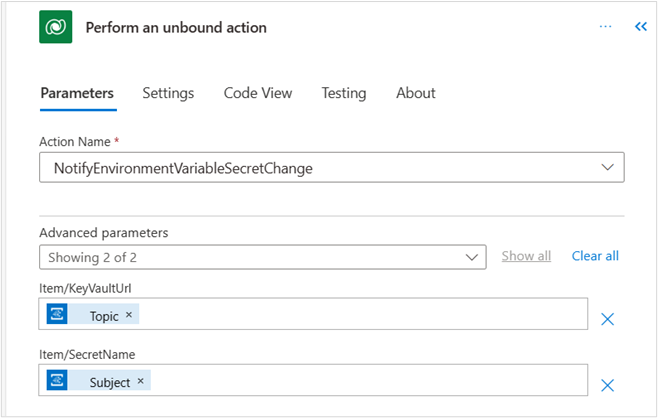 Perform an unbound action
Parameters Settings Code View Testing About
Action Name *
NotifyEnvironmentVariableSecretChange
Advanced parameters
Showing 2 of 2 Show all Clear all
Item/KeyVaultUrl
Topic ×
Item/SecretName
Subject ×